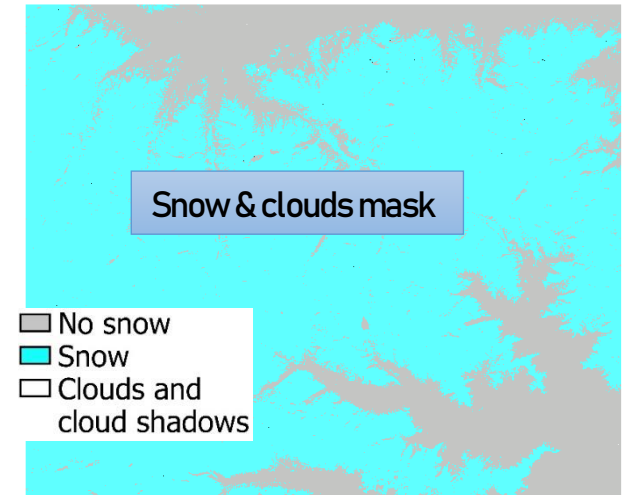 Snow & clouds mask
No snow
Snow
Clouds and
cloud shadows